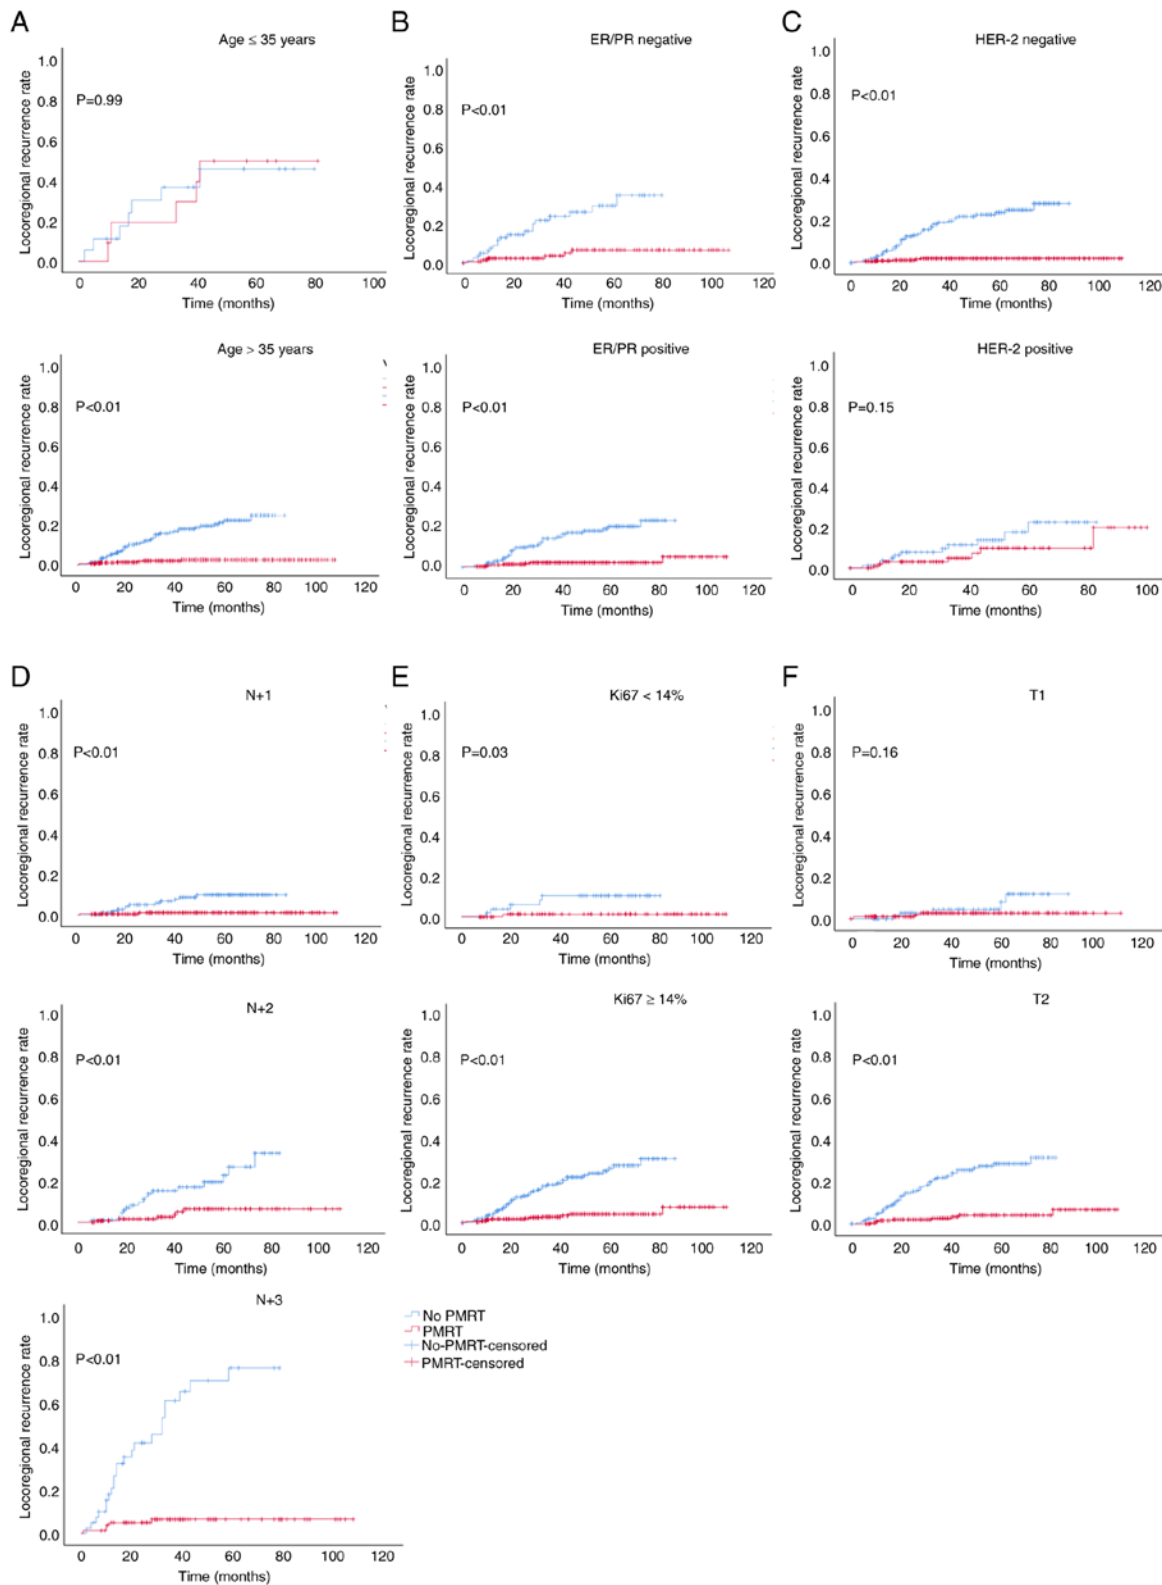 A
Age ≤ 35 years
P=0.99
Locoregional recurrence rate
1.0
0.8
0.6
0.4
0.2
0.0
0 20 40 60 80 100
Time (months)
B
ER/PR negative
P<0.01
Locoregional recurrence rate
1.0
0.8
0.6
0.4
0.2
0.0
0 20 40 60 80 100 120
Time (months)
C
HER-2 negative
P<0.01
Locoregional recurrence rate
1.0
0.8
0.6
0.4
0.2
0.0
0 20 40 60 80 100 120
Time (months)
Age > 35 years
P<0.01
Locoregional recurrence rate
1.0
0.8
0.6
0.4
0.2
0.0
0 20 40 60 80 100 120
Time (months)
ER/PR positive
P<0.01
Locoregional recurrence rate
1.0
0.8
0.6
0.4
0.2
0.0
0 20 40 60 80 100 120
Time (months)
HER-2 positive
P=0.15
Locoregional recurrence rate
1.0
0.8
0.6
0.4
0.2
0.0
0 20 40 60 80 100
Time (months)
D
N+1
P<0.01
Locoregional recurrence rate
1.0
0.8
0.6
0.4
0.2
0.0
0 20 40 60 80 100 120
Time (months)
E
Ki67 < 14%
P=0.03
Locoregional recurrence rate
1.0
0.8
0.6
0.4
0.2
0.0
0 20 40 60 80 100 120
Time (months)
F
T1
P=0.16
Locoregional recurrence rate
1.0
0.8
0.6
0.4
0.2
0.0
0 20 40 60 80 100 120
Time (months)
N+2
P<0.01
Locoregional recurrence rate
1.0
0.8
0.6
0.4
0.2
0.0
0 20 40 60 80 100 120
Time (months)
Ki67 ≥ 14%
P<0.01
Locoregional recurrence rate
1.0
0.8
0.6
0.4
0.2
0.0
0 20 40 60 80 100 120
Time (months)
T2
P<0.01
Locoregional recurrence rate
1.0
0.8
0.6
0.4
0.2
0.0
0 20 40 60 80 100 120
Time (months)
N+3
P<0.01
Locoregional recurrence rate
1.0
0.8
0.6
0.4
0.2
0.0
0 20 40 60 80 100 120
Time (months)
No PMRT
PMRT
No-PMRT-censored
PMRT-censored